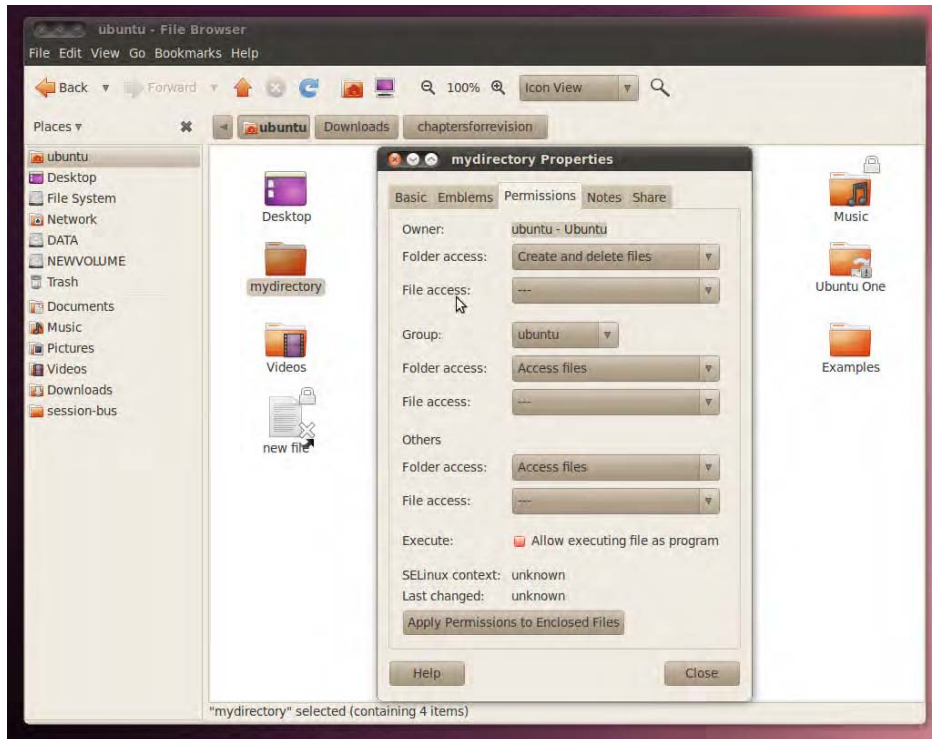 ubuntu - File Browser
File Edit View Go Bookmarks Help
Back Forward 100% Icon View
Places
ubuntu Downloads chaptersforrevision
ubuntu
Desktop
File System
Network
DATA
NEWVOLUME
Trash
Documents
Music
Pictures
Videos
Downloads
session-bus
Desktop
mydirectory
Videos
new file
mydirectory Properties
Basic Emblems Permissions Notes Share
Owner: ubuntu - Ubuntu
Folder access: Create and delete files
File access: ---
Group: ubuntu
Folder access: Access files
File access: ---
Others
Folder access: Access files
File access: ---
Execute: Allow executing file as program
SELinux context: unknown
Last changed: unknown
Apply Permissions to Enclosed Files
Help Close
Music
Ubuntu One
Examples
"mydirectory" selected (containing 4 items)